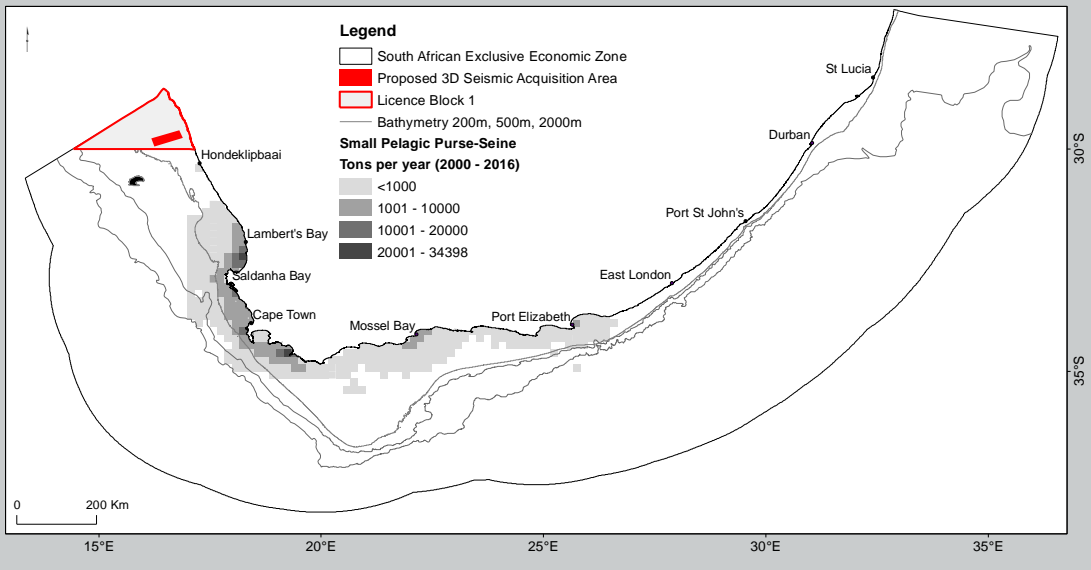 Legend
South African Exclusive Economic Zone
Proposed 3D Seismic Acquisition Area
Licence Block 1
Bathymetry 200m, 500m, 2000m
Small Pelagic Purse-Seine
Tons per year (2000 - 2016)
<1000
1001 - 10000
10001 - 20000
20001 - 34398
St Lucia
Durban
30°S
Hondeklipbaai
Port St John's
Lambert's Bay
Saldanha Bay
East London
Cape Town
Mossel Bay
Port Elizabeth
35°S
0 200 Km
15°E 20°E 25°E 30°E 35°E